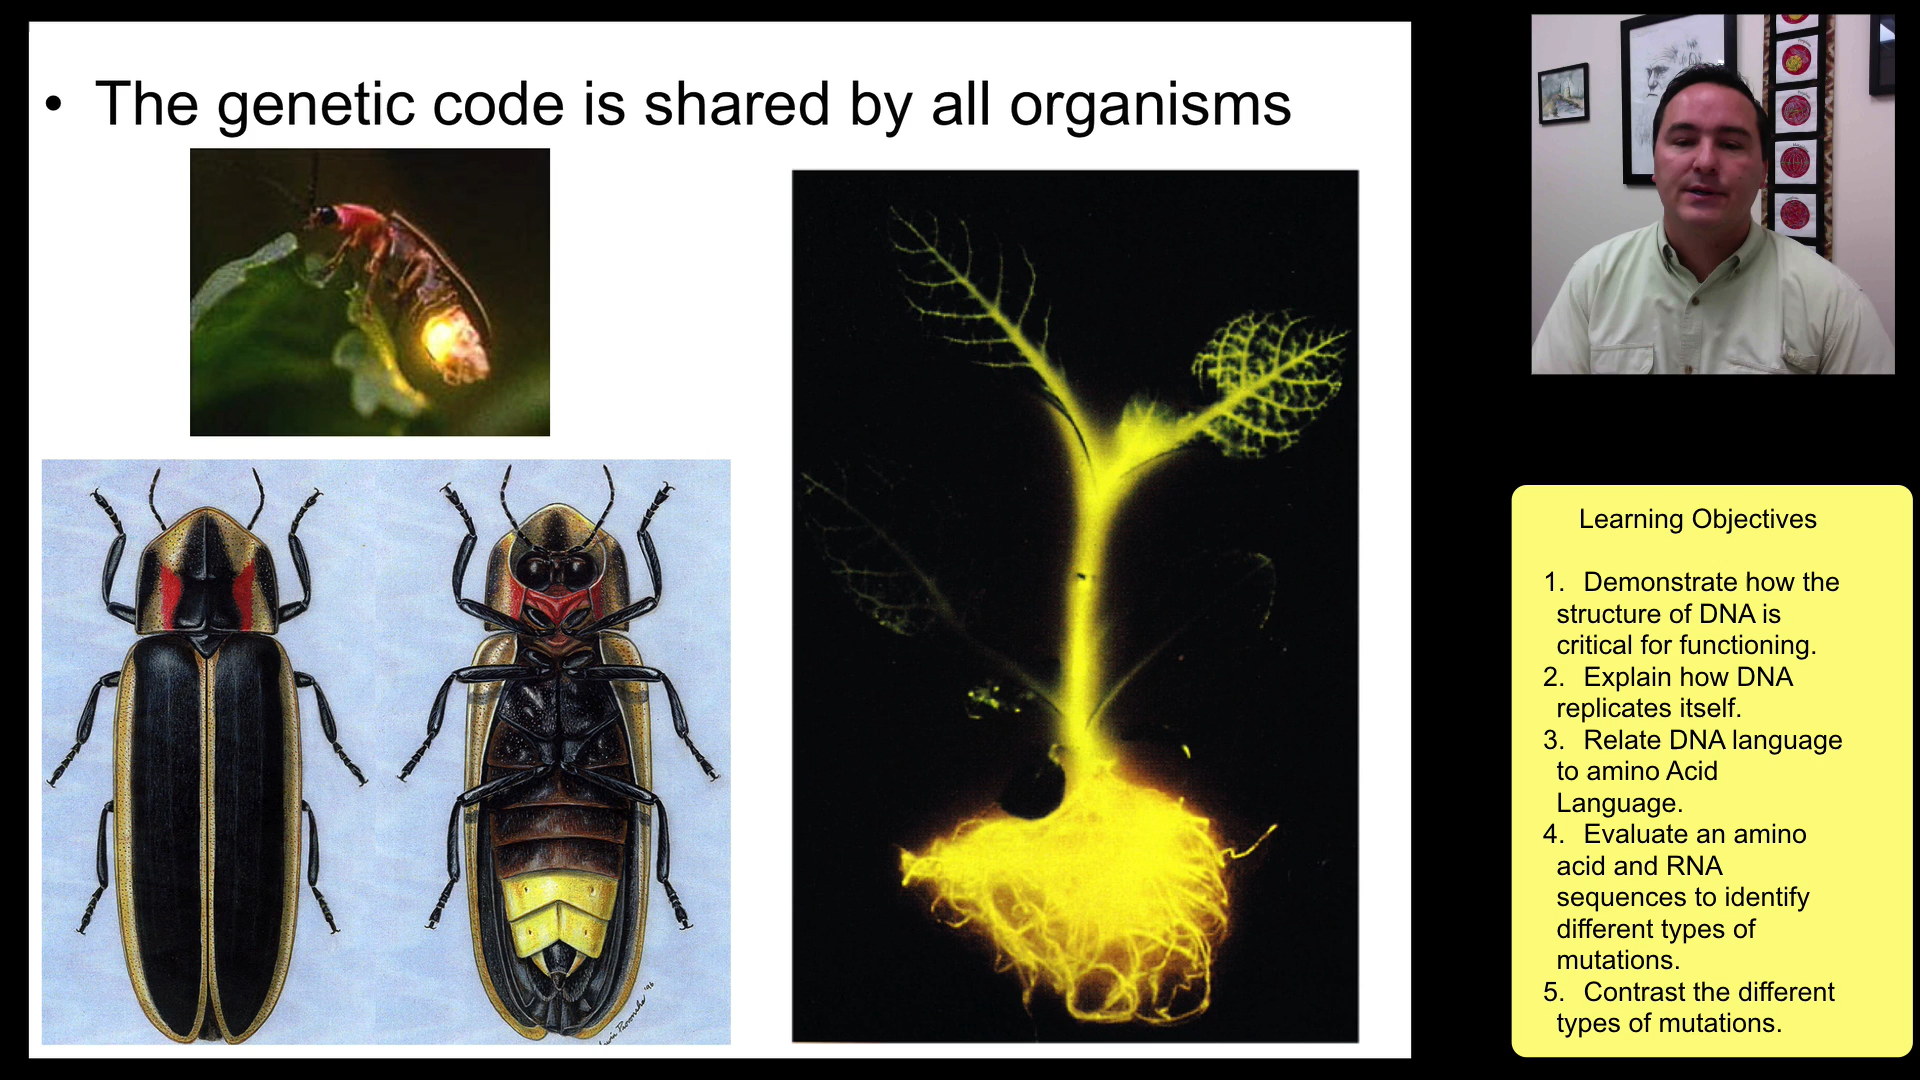 • The genetic code is shared by all organisms
Learning Objectives
1. Demonstrate how the
structure of DNA is
critical for functioning.
2. Explain how DNA
replicates itself.
3. Relate DNA language
to amino Acid
Language.
4. Evaluate an amino
acid and RNA
sequences to identify
different types of
mutations.
5. Contrast the different
types of mutations.